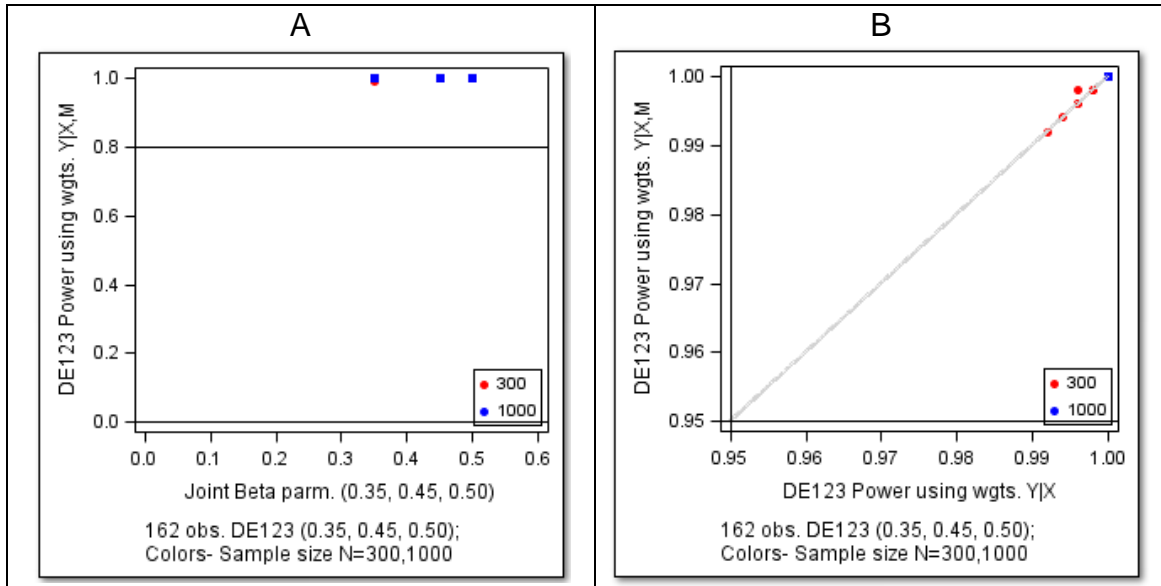 A
DE123 Power using wgts. Y|X,M
1.0
0.8
0.6
0.4
0.2
0.0
0.0 0.1 0.2 0.3 0.4 0.5 0.6
300
1000
Joint Beta parm. (0.35, 0.45, 0.50)
162 obs. DE123 (0.35, 0.45, 0.50);
Colors- Sample size N=300,1000
B
DE123 Power using wgts. Y|X,M
1.00
0.99
0.98
0.97
0.96
0.95
0.95 0.96 0.97 0.98 0.99 1.00
300
1000
DE123 Power using wgts. Y|X
162 obs. DE123 (0.35, 0.45, 0.50);
Colors- Sample size N=300,1000